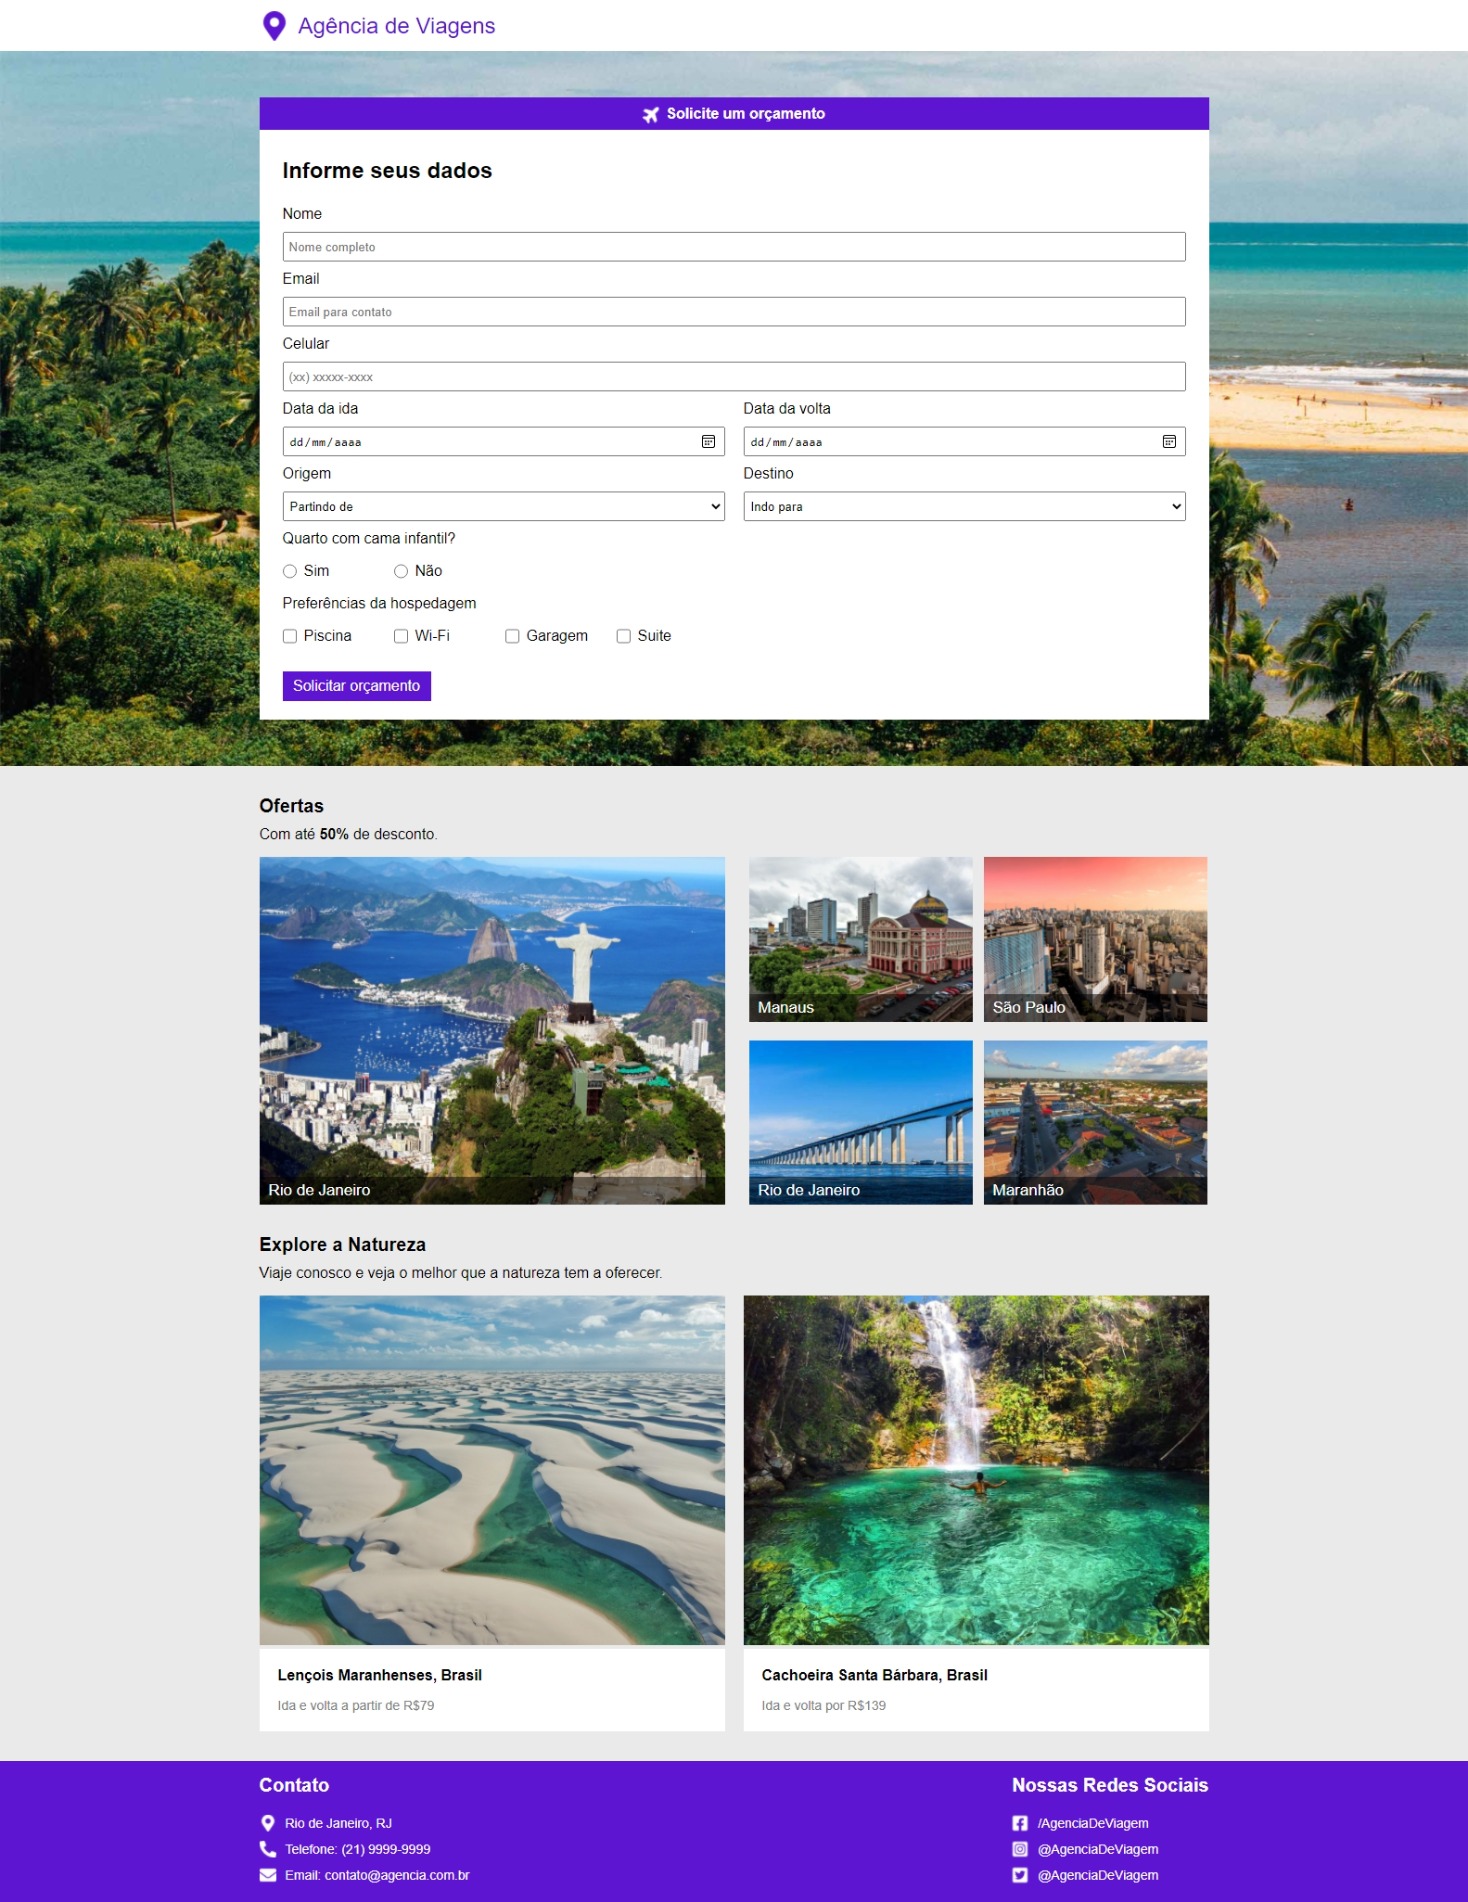 Agência de Viagens
Solicite um orçamento
Informe seus dados
Nome
Nome completo
Email
Email para contato
Celular
(xx) xxxxx-xxxx
Data da ida
Data da volta
dd/mm/aaaa
dd/mm/aaaa
Origem
Destino
Partindo de
Indo para
Quarto com cama infantil?
Sim Não
Preferências da hospedagem
Piscina Wi-Fi Garagem Suite
Solicitar orçamento
Ofertas
Com até 50% de desconto.
Rio de Janeiro
Manaus
São Paulo
Rio de Janeiro
Maranhão
Explore a Natureza
Viaje conosco e veja o melhor que a natureza tem a oferecer.
Lençois Maranhenses, Brasil
Ida e volta a partir de R$79
Cachoeira Santa Bárbara, Brasil
Ida e volta por R$139
Contato
Rio de Janeiro, RJ
Telefone: (21) 9999-9999
Email: contato@agencia.com.br
Nossas Redes Sociais
/AgenciaDeViagem
@AgenciaDeViagem
@AgenciaDeViagem